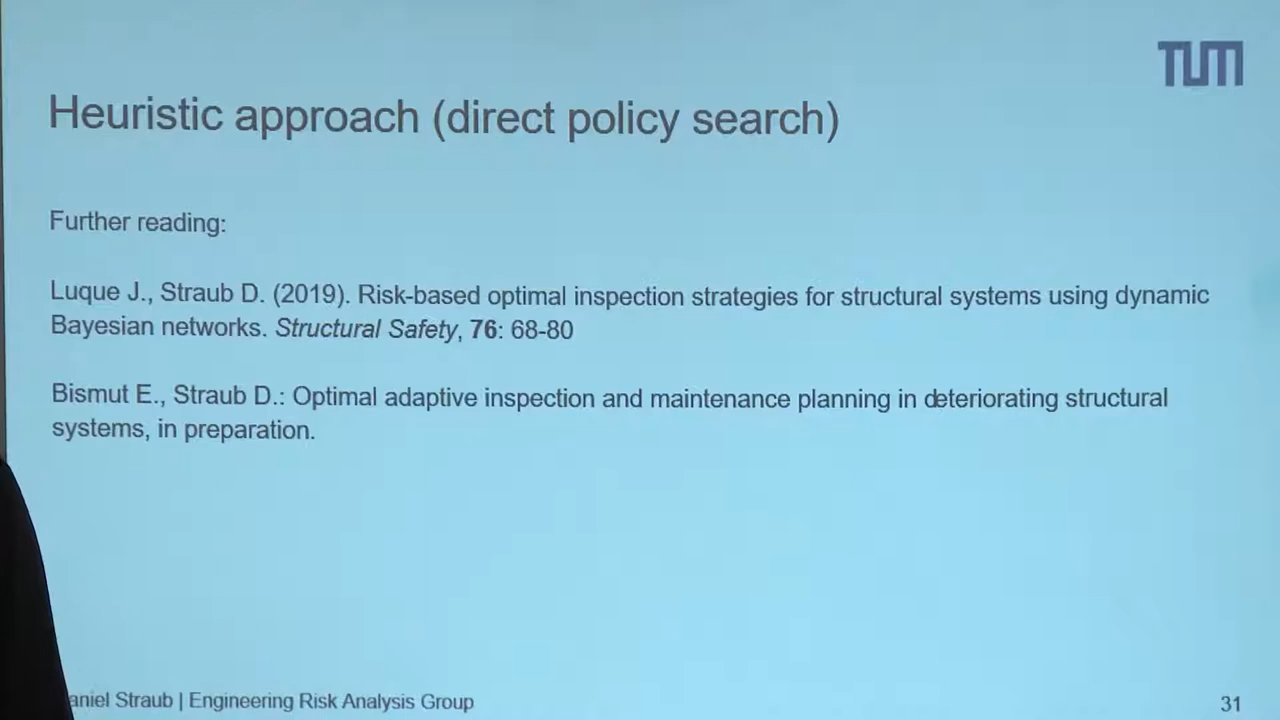 TUM
Heuristic approach (direct policy search)
Further reading:
Luque J., Straub D. (2019). Risk-based optimal inspection strategies for structural systems using dynamic
Bayesian networks. Structural Safety, 76: 68-80
Bismut E., Straub D.: Optimal adaptive inspection and maintenance planning in deteriorating structural
systems, in preparation.
aniel Straub | Engineering Risk Analysis Group
31